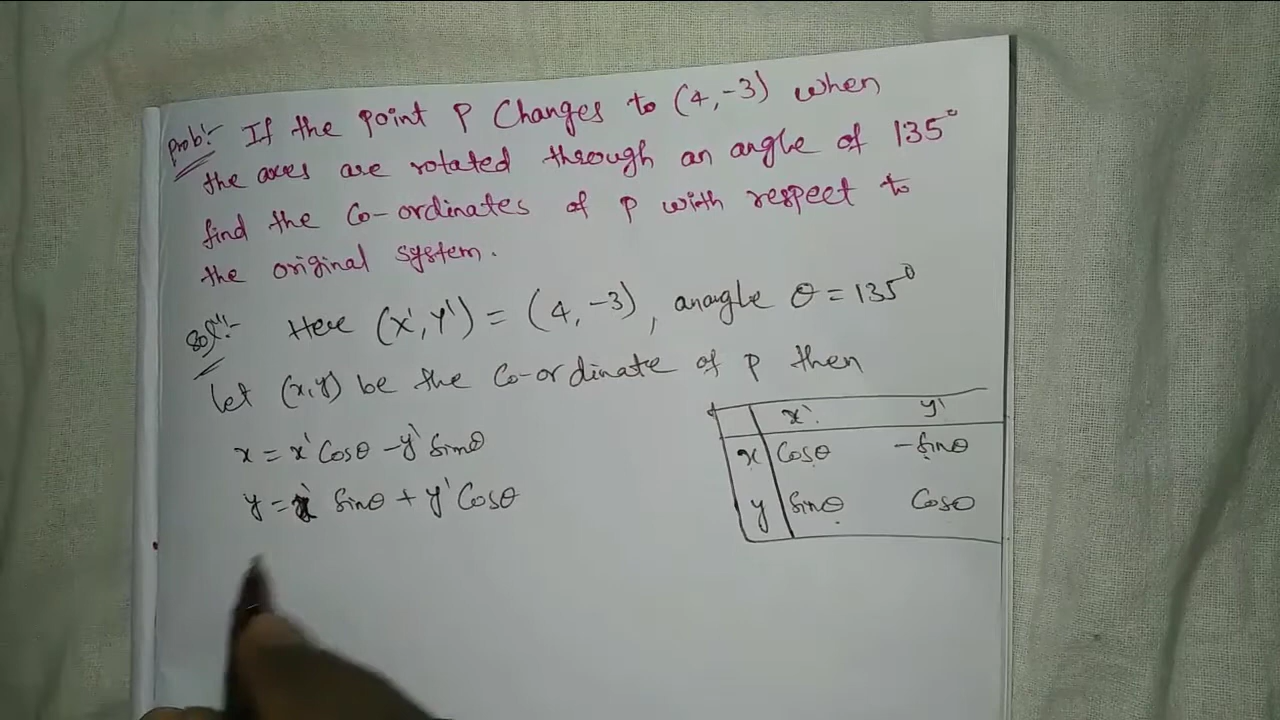 Prob:- If the point P Changes to (4,-3) when
the axes are rotated through an angle of 135°
find the Co-ordinates of P with respect to
the original system.
Sol:- Here (x', y') = (4, -3), anagle θ = 135°
Let (x,y) be the Co-ordinate of P then
x = x' Cosθ - y' Sinθ
y = x' Sinθ + y' Cosθ
x' y'
x Cosθ -Sinθ
y Sinθ Cosθ